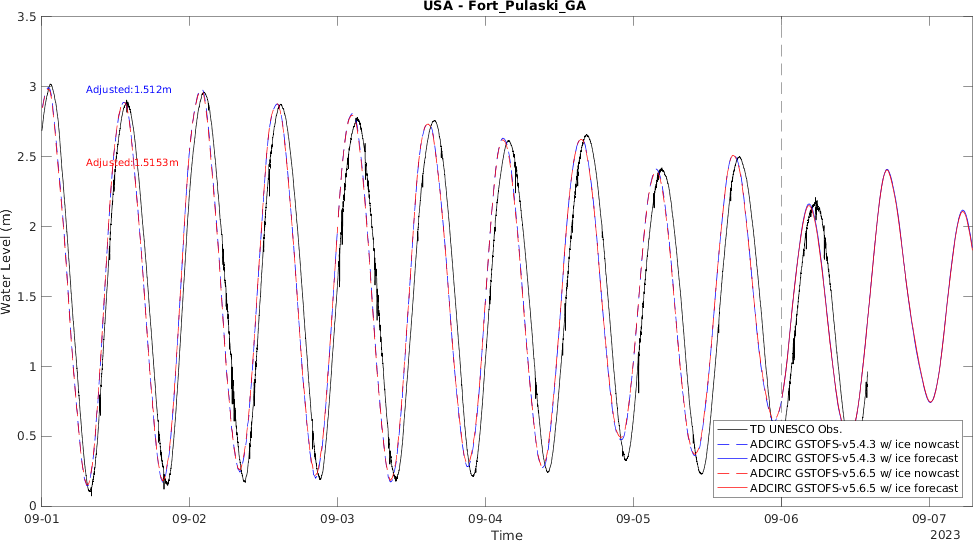 USA - Fort_Pulaski_GA
3.5
3
2.5
2
1.5
1
0.5
0
Water Level (m)
Adjusted:1.512m
Adjusted:1.5153m
TD UNESCO Obs.
ADCIRC GSTOFS-v5.4.3 w/ ice nowcast
ADCIRC GSTOFS-v5.4.3 w/ ice forecast
ADCIRC GSTOFS-v5.6.5 w/ ice nowcast
ADCIRC GSTOFS-v5.6.5 w/ ice forecast
09-01 09-02 09-03 09-04 09-05 09-06 09-07
Time
2023